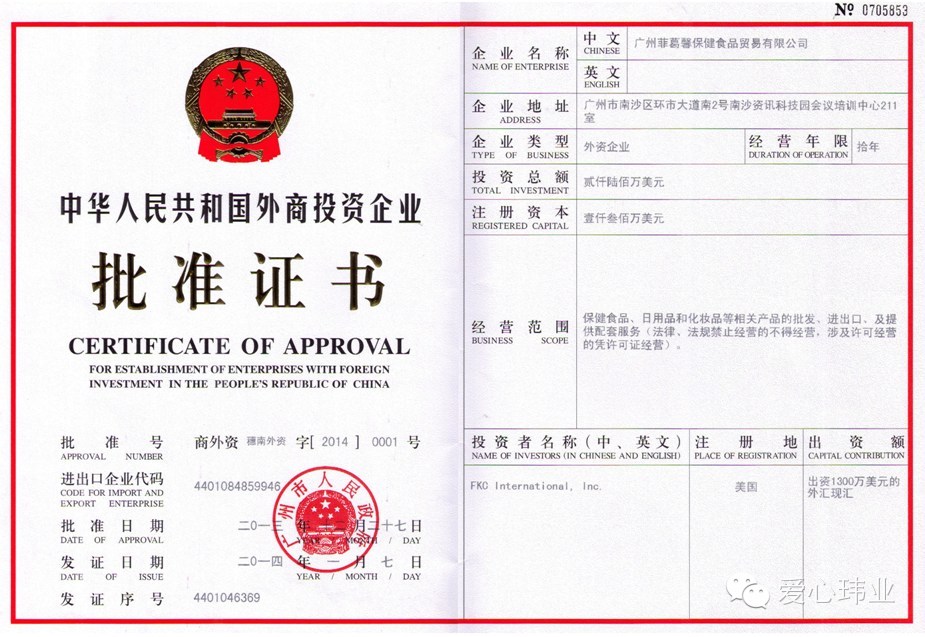 № 0705853
中华人民共和国外商投资企业
批准证书
CERTIFICATE OF APPROVAL
FOR ESTABLISHMENT OF ENTERPRISES WITH FOREIGN
INVESTMENT IN THE PEOPLE'S REPUBLIC OF CHINA
批准号 商外资 穗南外资 字[ 2014 ] 0001 号
APPROVAL NUMBER
进出口企业代码 4401084859946
CODE FOR IMPORT AND
EXPORT ENTERPRISE
批准日期 二〇一三 年 十二 月 二十七 日
DATE OF APPROVAL YEAR / MONTH / DAY
发证日期 二〇一四 年 一 月 七 日
DATE OF ISSUE YEAR / MONTH / DAY
发证序号 4401046369
广州市人民政府
企业名称 中文 广州菲葛馨保健食品贸易有限公司
NAME OF ENTERPRISE CHINESE
英文
ENGLISH
企业地址 广州市南沙区环市大道南2号南沙资讯科技园会议培训中心211
ADDRESS 室
企业类型 外资企业 经营年限 拾年
TYPE OF BUSINESS DURATION OF OPERATION
投资总额 贰仟陆佰万美元
TOTAL INVESTMENT
注册资本 壹仟叁佰万美元
REGISTERED CAPITAL
经营范围
BUSINESS SCOPE
保健食品、日用品和化妆品等相关产品的批发、进出口、及提
供配套服务（法律、法规禁止经营的不得经营，涉及许可经营
的凭许可证经营）。
投资者名称（中、英文） 注册地 出资额
NAME OF INVESTORS (IN CHINESE AND ENGLISH) PLACE OF REGISTRATION CAPITAL CONTRIBUTION
FKC International, Inc. 美国 出资1300万美元的
外汇现汇
爱心玮业